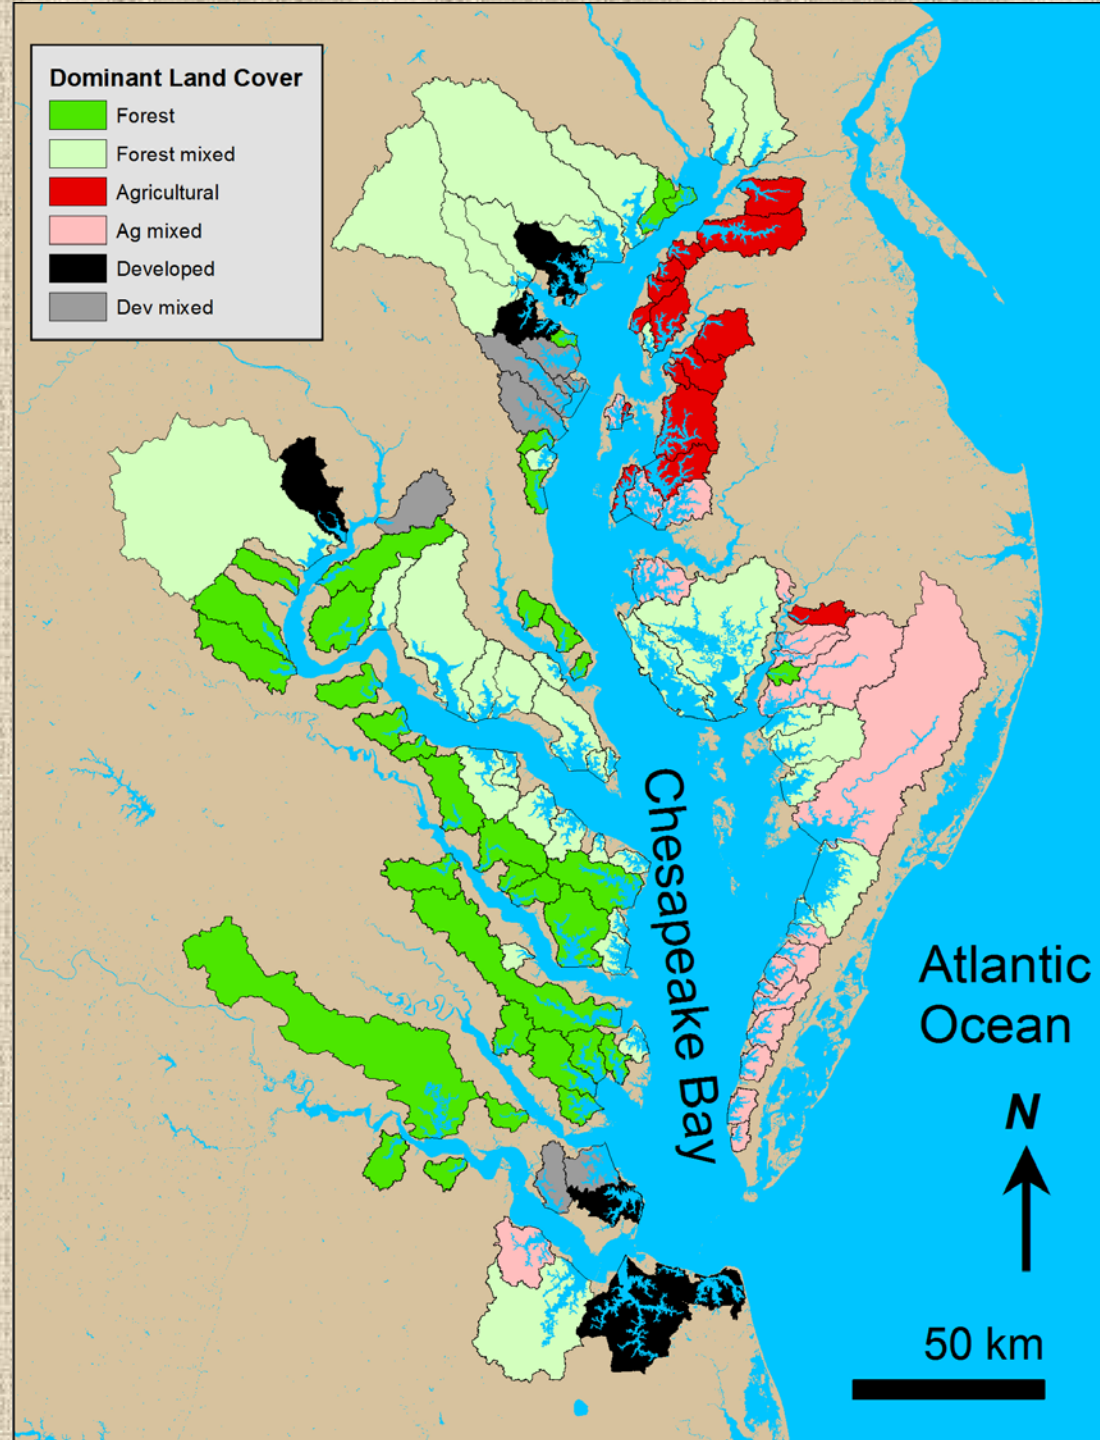 Dominant Land Cover
Forest
Forest mixed
Agricultural
Ag mixed
Developed
Dev mixed
Chesapeake Bay
Atlantic
Ocean
N
50 km